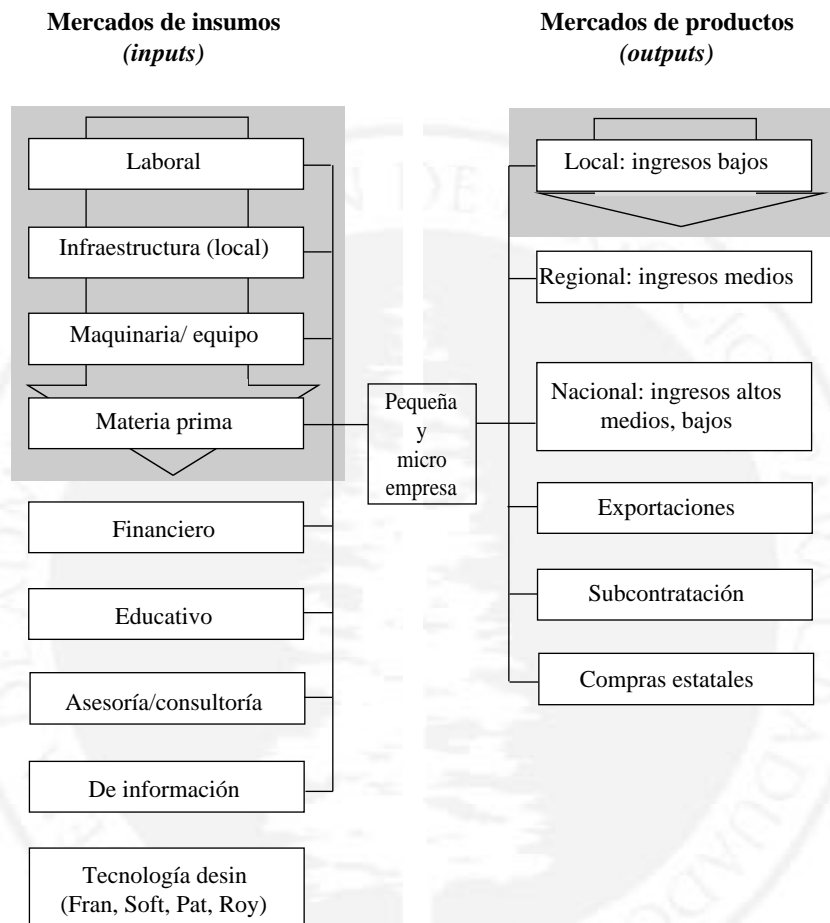 Mercados de insumos
(inputs)
Laboral
Infraestructura (local)
Maquinaria/ equipo
Materia prima
Financiero
Educativo
Asesoría/consultoría
De información
Tecnología desin
(Fran, Soft, Pat, Roy)
Pequeña
y
micro
empresa
Mercados de productos
(outputs)
Local: ingresos bajos
Regional: ingresos medios
Nacional: ingresos altos
medios, bajos
Exportaciones
Subcontratación
Compras estatales